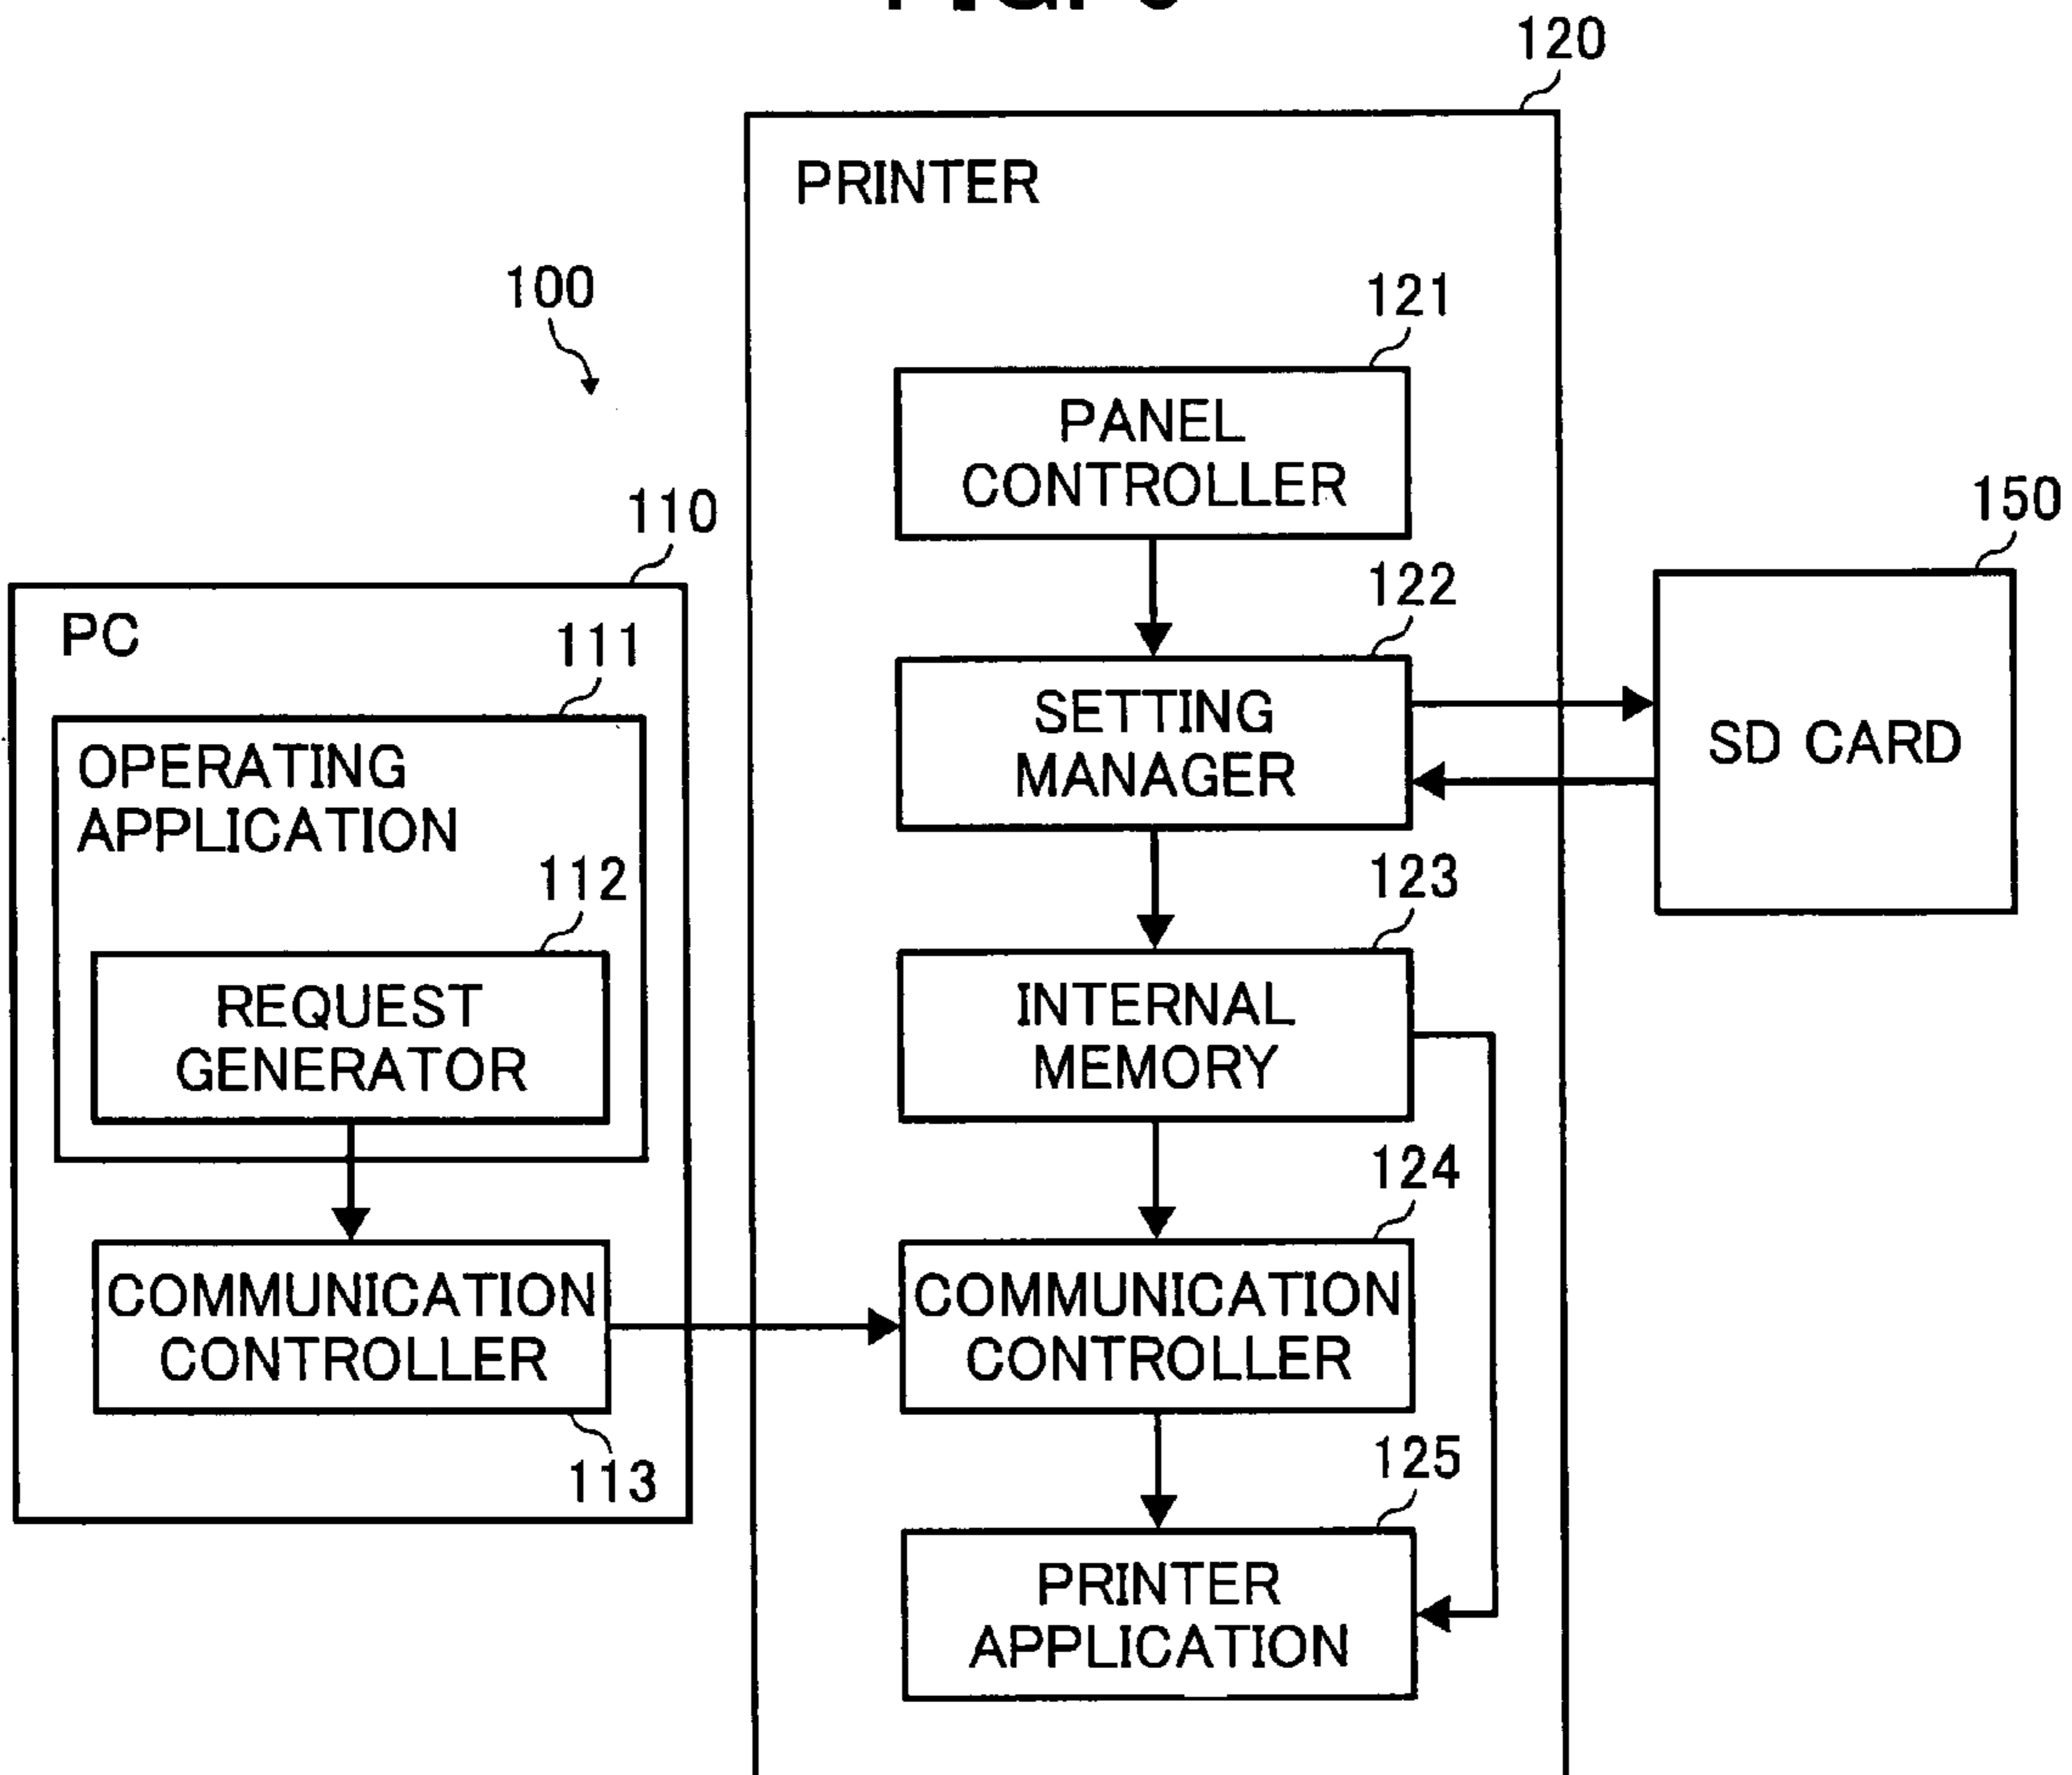 120
PRINTER
100
121
PANEL
CONTROLLER
110
150
122
PC
111
SETTING
MANAGER
SD CARD
OPERATING
APPLICATION
112
123
REQUEST
GENERATOR
INTERNAL
MEMORY
124
COMMUNICATION
CONTROLLER
COMMUNICATION
CONTROLLER
113
125
PRINTER
APPLICATION